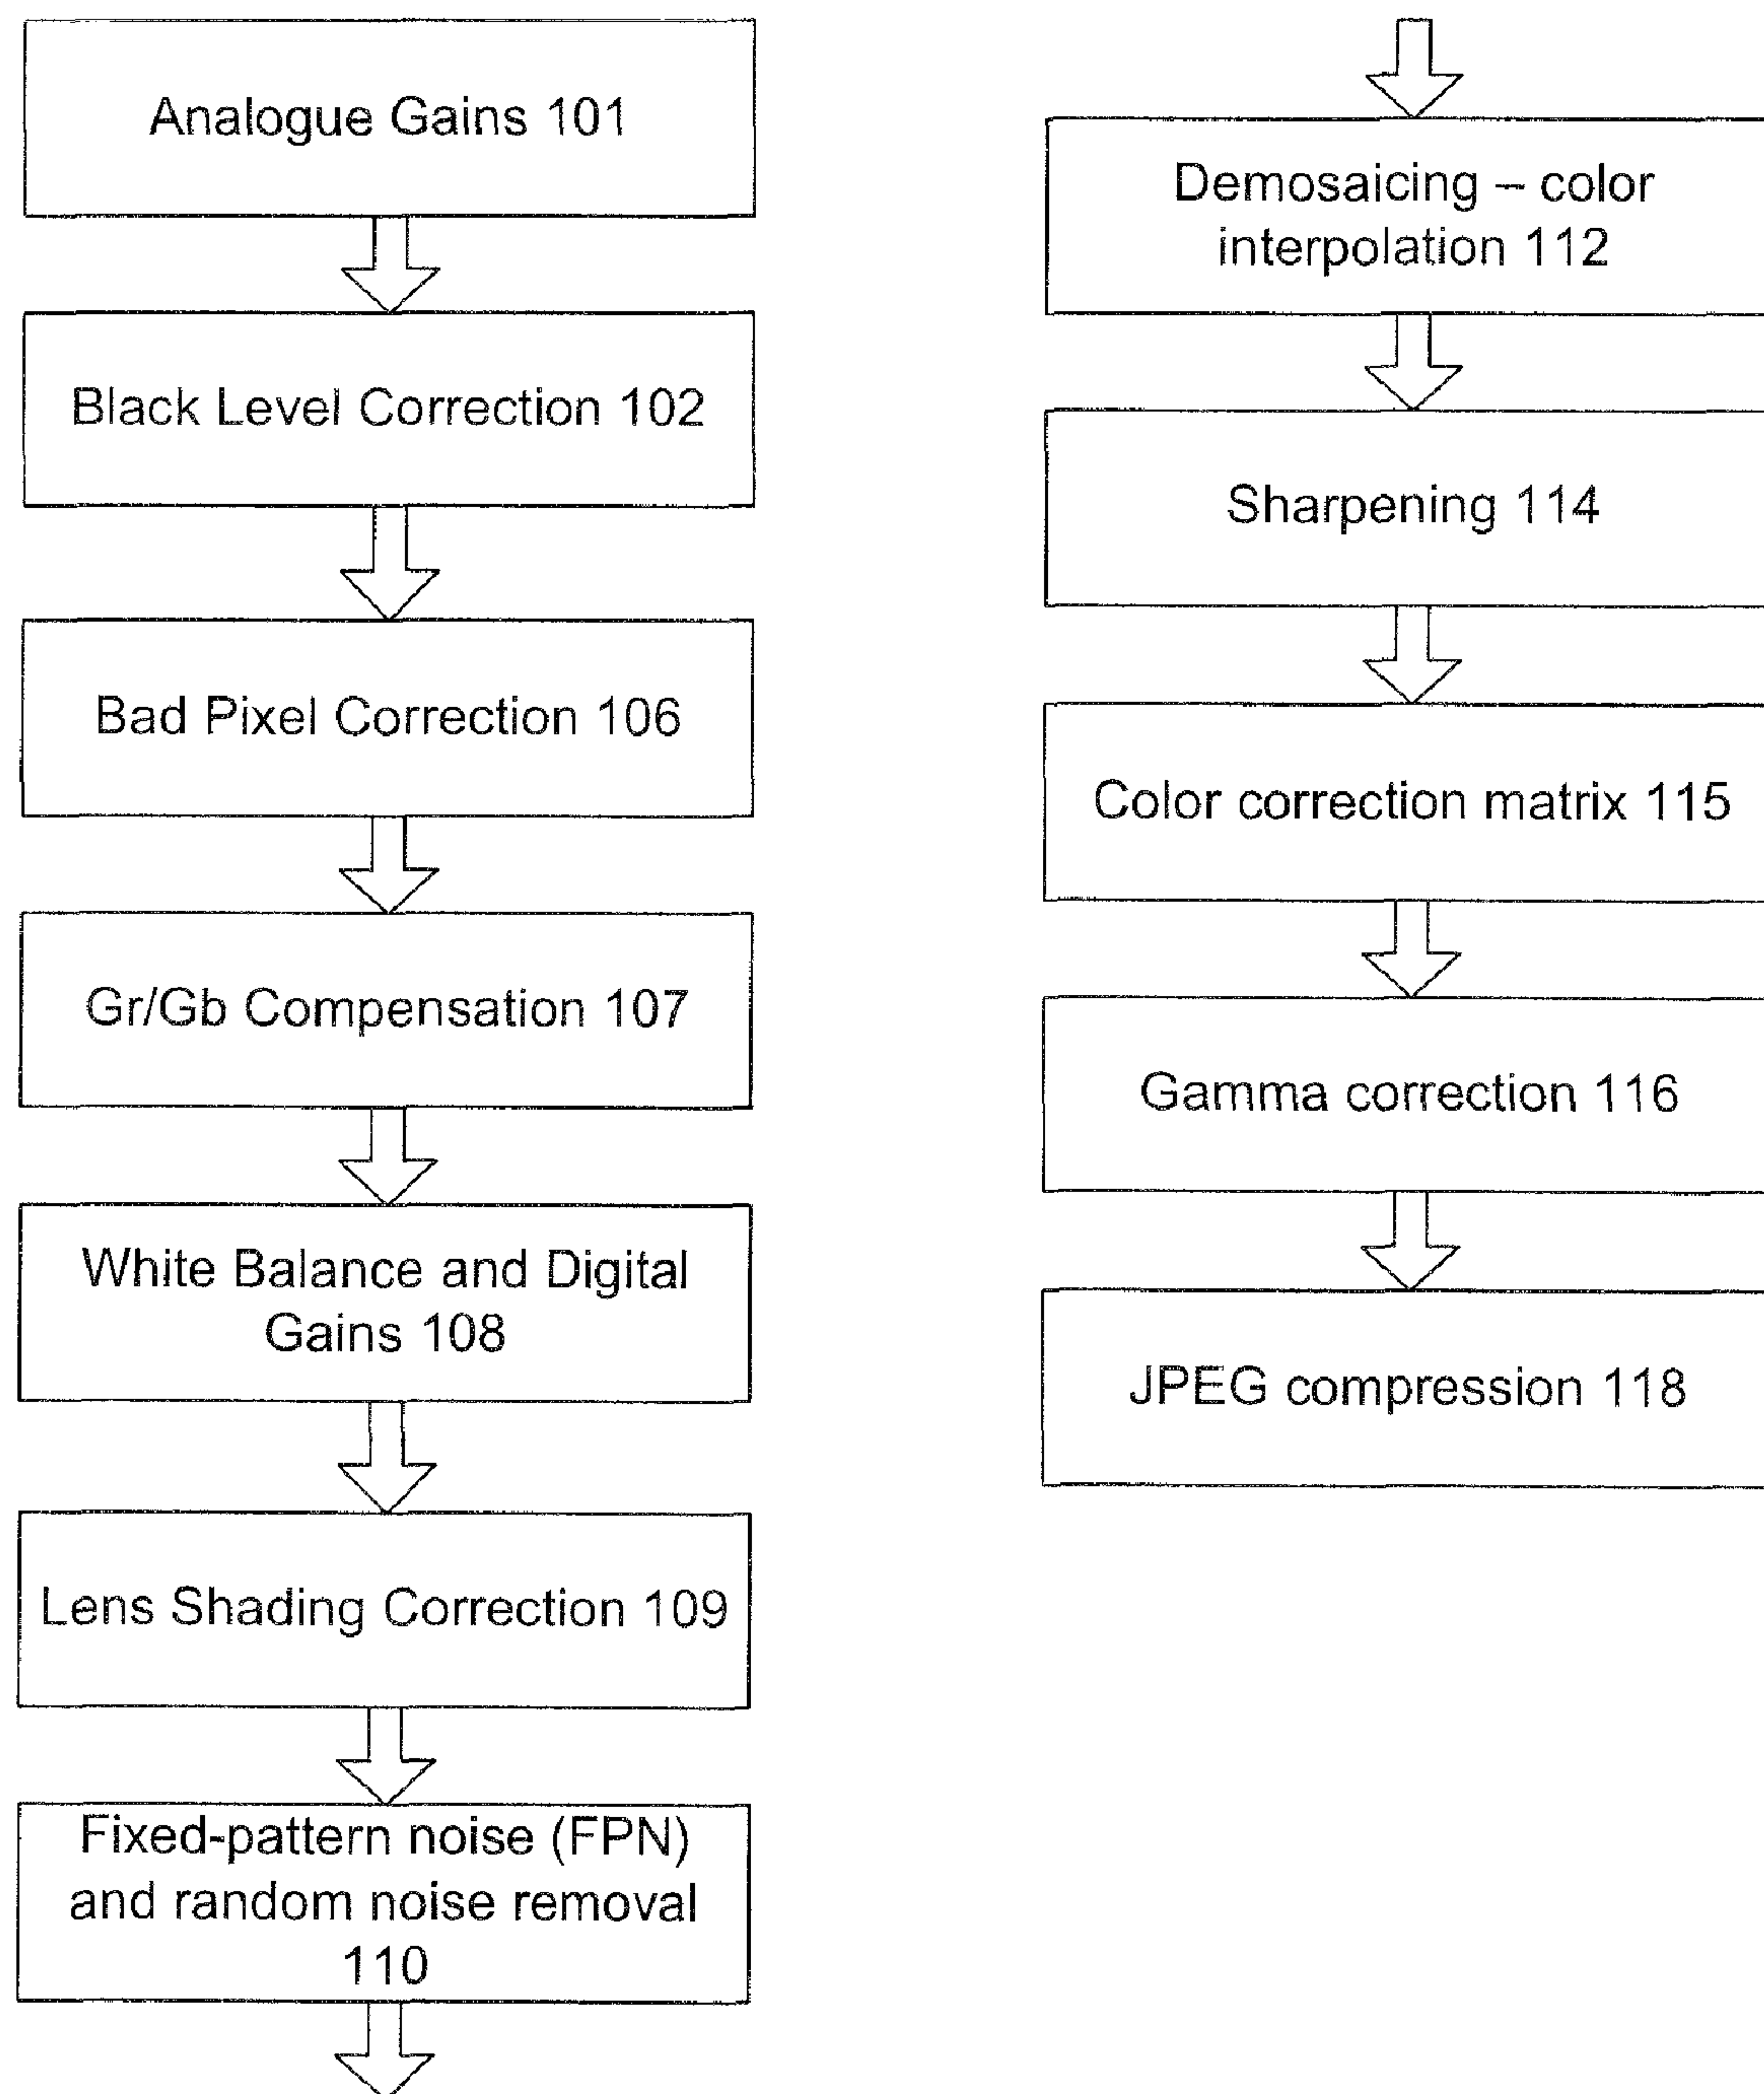 Analogue Gains 101
Black Level Correction 102
Bad Pixel Correction 106
Gr/Gb Compensation 107
White Balance and Digital
Gains 108
Lens Shading Correction 109
Fixed-pattern noise (FPN)
and random noise removal
110
Demosaicing – color
interpolation 112
Sharpening 114
Color correction matrix 115
Gamma correction 116
JPEG compression 118